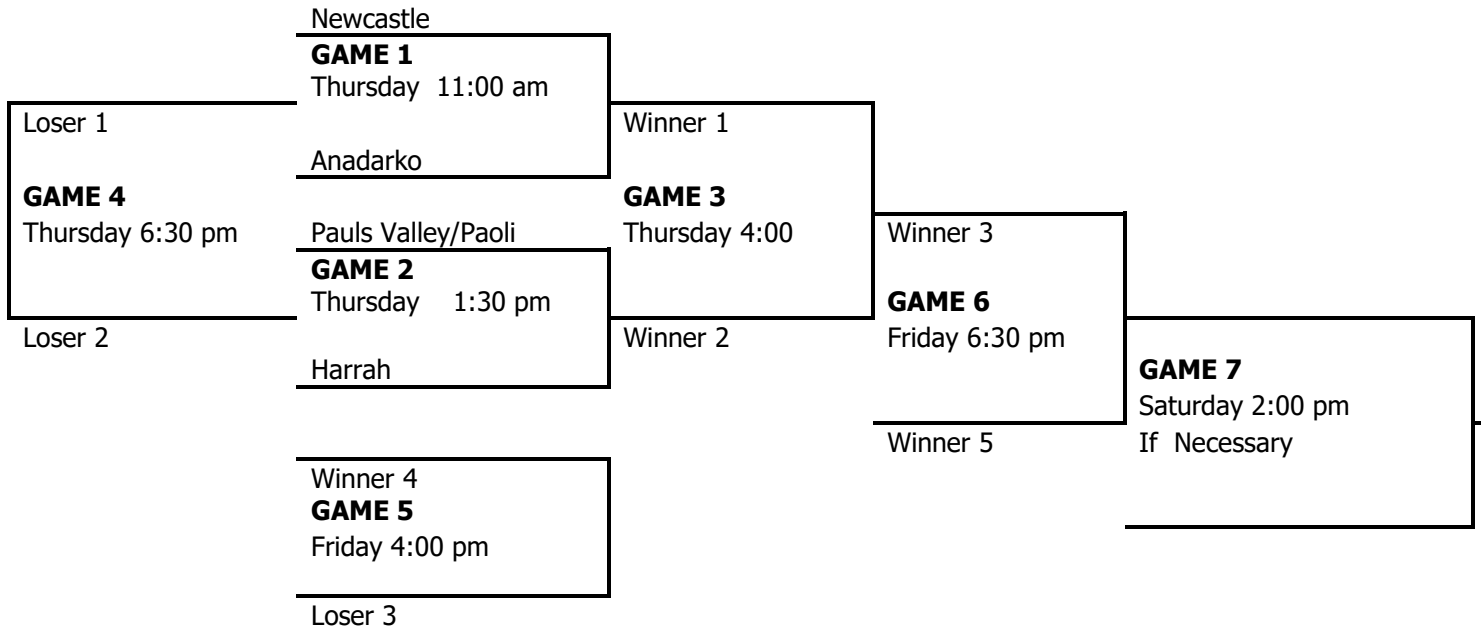 Newcastle
GAME 1
Thursday 11:00 am
Loser 1
Winner 1
Anadarko
GAME 4
GAME 3
Thursday 6:30 pm
Pauls Valley/Paoli
Thursday 4:00
Winner 3
GAME 2
Thursday 1:30 pm
GAME 6
Loser 2
Winner 2
Friday 6:30 pm
Harrah
GAME 7
Saturday 2:00 pm
Winner 5
If Necessary
Winner 4
GAME 5
Friday 4:00 pm
Loser 3